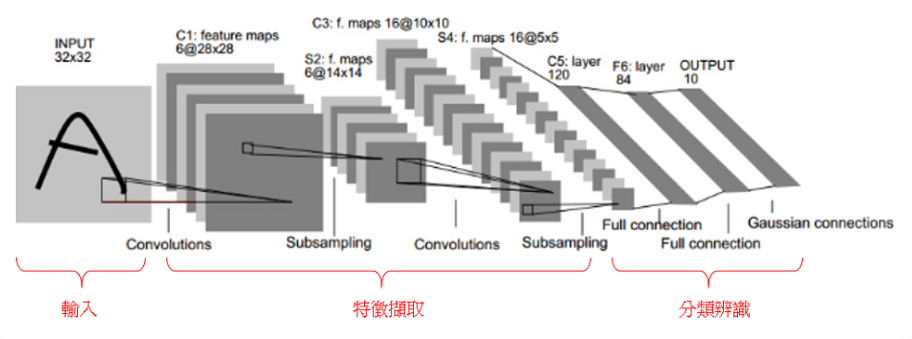 INPUT
32x32
C1: feature maps
6@28x28
S2: f. maps
6@14x14
C3: f. maps 16@10x10
S4: f. maps 16@5x5
C5: layer
120
F6: layer
84
OUTPUT
10
Convolutions
Subsampling
Convolutions
Subsampling
Full connection
Full connection
Gaussian connections
輸入
特徵擷取
分類辨識